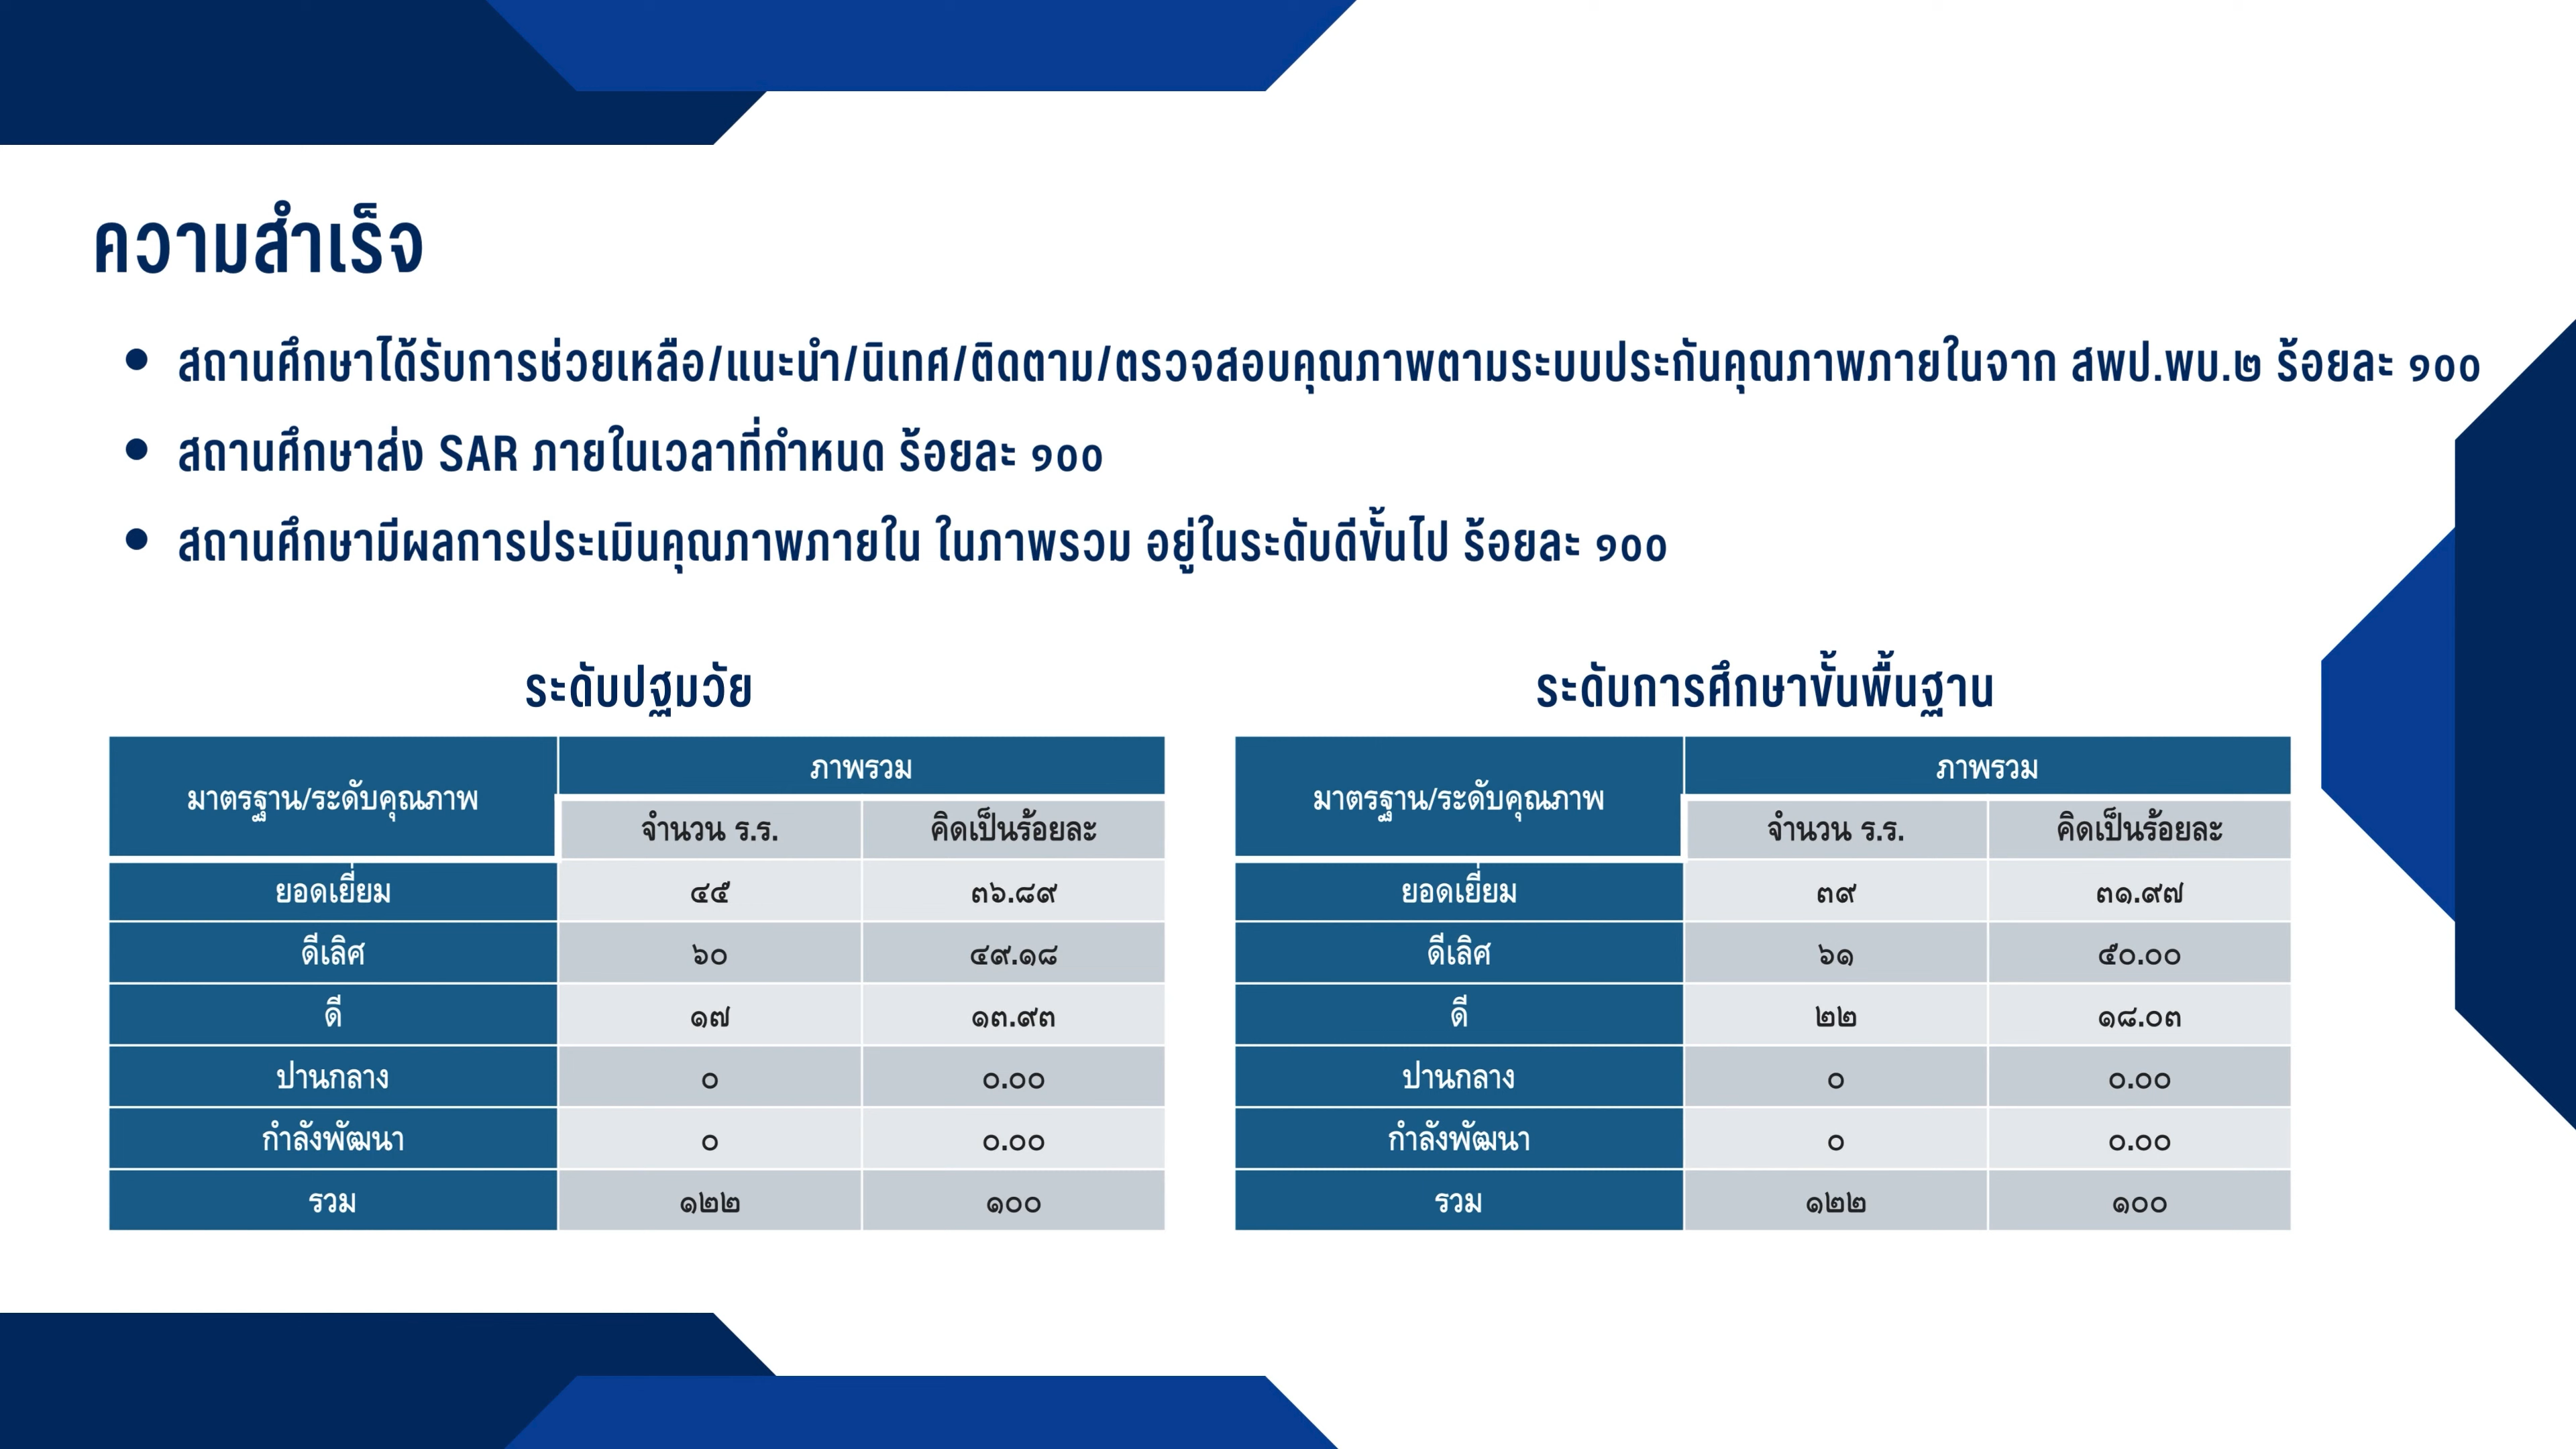 ความสำเร็จ
สถานศึกษาได้รับการช่วยเหลือ/แนะนำ/นิเทศ/ติดตาม/ตรวจสอบคุณภาพตามระบบประกันคุณภาพภายในจาก สพป.พบ.๒ ร้อยละ ๑๐๐
สถานศึกษาส่ง SAR ภายในเวลาที่กำหนด ร้อยละ ๑๐๐
สถานศึกษามีผลการประเมินคุณภาพภายใน ในภาพรวม อยู่ในระดับดีขั้นไป ร้อยละ ๑๐๐
ระดับปฐมวัย
มาตรฐาน/ระดับคุณภาพ ภาพรวม
จำนวน ร.ร. คิดเป็นร้อยละ
ยอดเยี่ยม ๔๕ ๓๖.๘๙
ดีเลิศ ๖๐ ๔๙.๑๘
ดี ๑๗ ๑๓.๙๓
ปานกลาง ๐ ๐.๐๐
กำลังพัฒนา ๐ ๐.๐๐
รวม ๑๒๒ ๑๐๐
ระดับการศึกษาขั้นพื้นฐาน
มาตรฐาน/ระดับคุณภาพ ภาพรวม
จำนวน ร.ร. คิดเป็นร้อยละ
ยอดเยี่ยม ๓๙ ๓๑.๙๗
ดีเลิศ ๖๑ ๕๐.๐๐
ดี ๒๒ ๑๘.๐๓
ปานกลาง ๐ ๐.๐๐
กำลังพัฒนา ๐ ๐.๐๐
รวม ๑๒๒ ๑๐๐